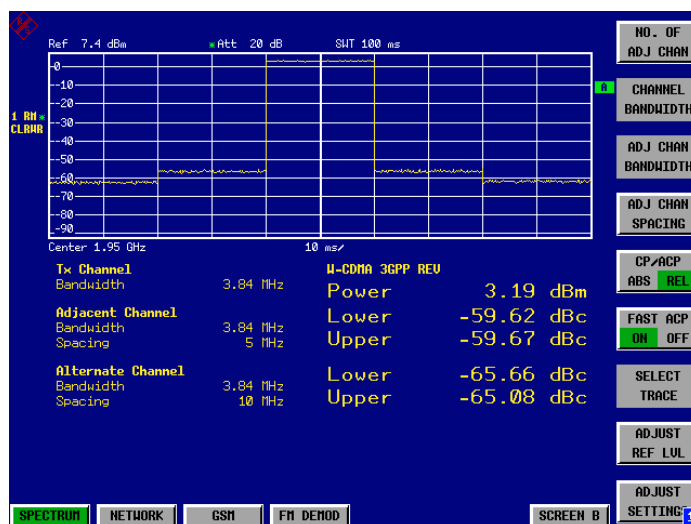 Ref 7.4 dBm *Att 20 dB SWT 100 ms
NO. OF
ADJ CHAN
CHANNEL
BANDWIDTH
ADJ CHAN
BANDWIDTH
ADJ CHAN
SPACING
CP/ACP
ABS REL
FAST ACP
ON OFF
SELECT
TRACE
ADJUST
REF LVL
ADJUST
SETTINGS
A
1 RM *
CLRWR
0
-10
-20
-30
-40
-50
-60
-70
-80
-90
Center 1.95 GHz 10 ms/
Tx Channel W-CDMA 3GPP REV
Bandwidth 3.84 MHz Power 3.19 dBm
Adjacent Channel Lower -59.62 dBc
Bandwidth 3.84 MHz Upper -59.67 dBc
Spacing 5 MHz
Alternate Channel Lower -65.66 dBc
Bandwidth 3.84 MHz Upper -65.08 dBc
Spacing 10 MHz
SPECTRUM NETWORK GSM FM DEMOD SCREEN B